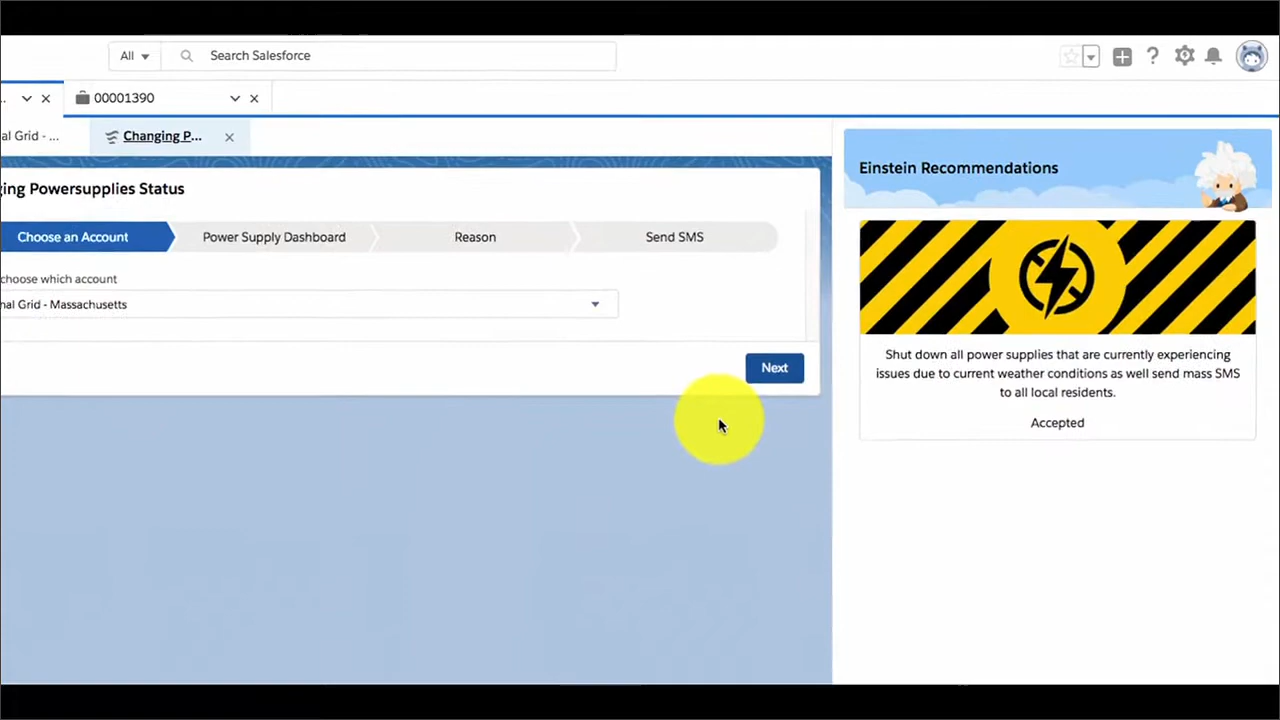 All
Search Salesforce
...
00001390
al Grid - ...
Changing P...
ing Powersupplies Status
Choose an Account
Power Supply Dashboard
Reason
Send SMS
choose which account
nal Grid - Massachusetts
Next
Einstein Recommendations
Shut down all power supplies that are currently experiencing
issues due to current weather conditions as well send mass SMS
to all local residents.
Accepted